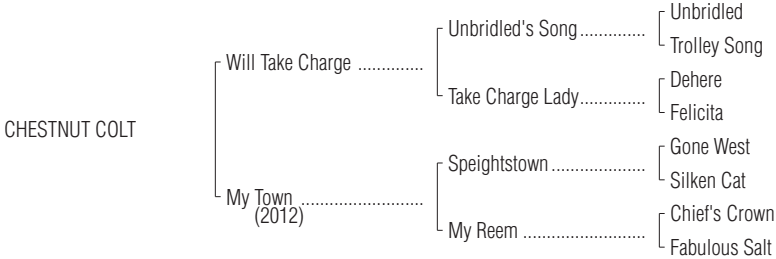 Unbridled
Unbridled's Song..............
Trolley Song
Will Take Charge ..............
Dehere
Take Charge Lady..............
Felicita
CHESTNUT COLT
Gone West
Speightstown ....................
Silken Cat
My Town ..........................
(2012)
Chief's Crown
My Reem ..........................
Fabulous Salt